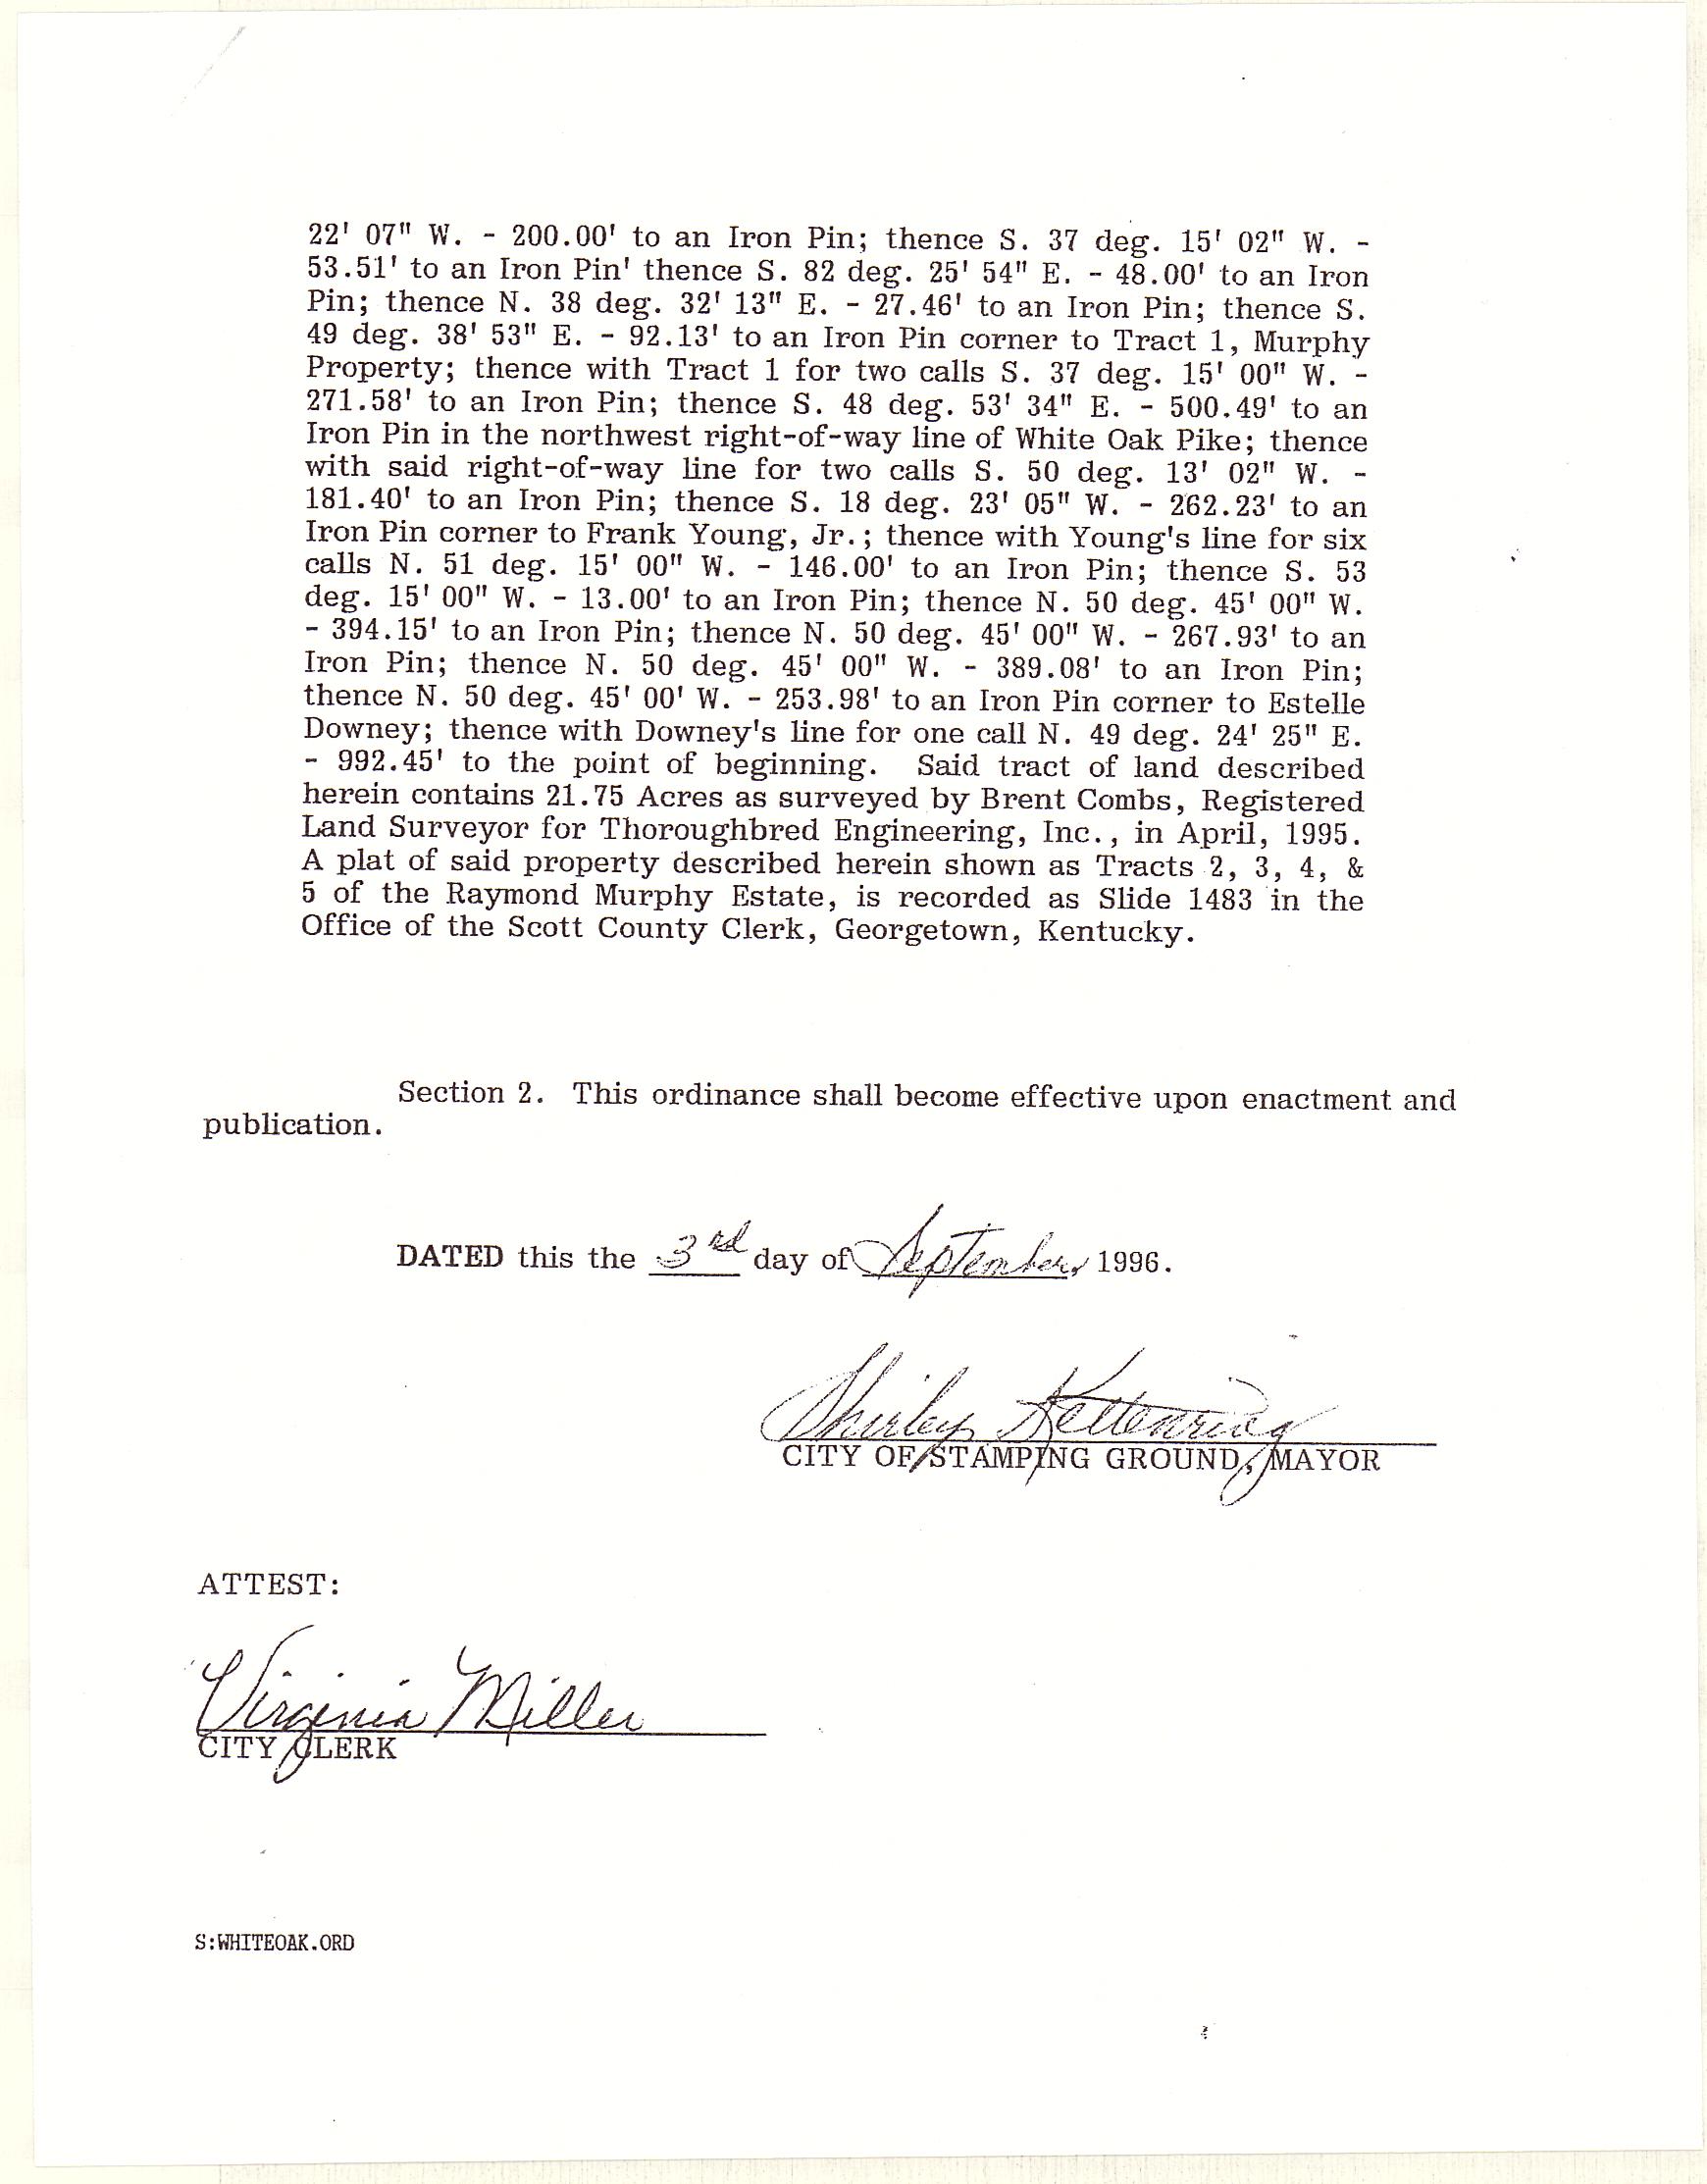 22' 07" W. - 200.00' to an Iron Pin; thence S. 37 deg. 15' 02" W. -
53.51' to an Iron Pin' thence S. 82 deg. 25' 54" E. - 48.00' to an Iron
Pin; thence N. 38 deg. 32' 13" E. - 27.46' to an Iron Pin; thence S.
49 deg. 38' 53" E. - 92.13' to an Iron Pin corner to Tract 1, Murphy
Property; thence with Tract 1 for two calls S. 37 deg. 15' 00" W. -
271.58' to an Iron Pin; thence S. 48 deg. 53' 34" E. - 500.49' to an
Iron Pin in the northwest right-of-way line of White Oak Pike; thence
with said right-of-way line for two calls S. 50 deg. 13' 02" W. -
181.40' to an Iron Pin; thence S. 18 deg. 23' 05" W. - 262.23' to an
Iron Pin corner to Frank Young, Jr.; thence with Young's line for six
calls N. 51 deg. 15' 00" W. - 146.00' to an Iron Pin; thence S. 53
deg. 15' 00" W. - 13.00' to an Iron Pin; thence N. 50 deg. 45' 00" W.
- 394.15' to an Iron Pin; thence N. 50 deg. 45' 00" W. - 267.93' to an
Iron Pin; thence N. 50 deg. 45' 00" W. - 389.08' to an Iron Pin;
thence N. 50 deg. 45' 00' W. - 253.98' to an Iron Pin corner to Estelle
Downey; thence with Downey's line for one call N. 49 deg. 24' 25" E.
- 992.45' to the point of beginning. Said tract of land described
herein contains 21.75 Acres as surveyed by Brent Combs, Registered
Land Surveyor for Thoroughbred Engineering, Inc., in April, 1995.
A plat of said property described herein shown as Tracts 2, 3, 4, &
5 of the Raymond Murphy Estate, is recorded as Slide 1483 in the
Office of the Scott County Clerk, Georgetown, Kentucky.
Section 2. This ordinance shall become effective upon enactment and
publication.
DATED this the 3rd day of September, 1996.
Shirley Kettenring
CITY OF STAMPING GROUND, MAYOR
ATTEST:
Virginia Miller
CITY CLERK
S:WHITEOAK.ORD